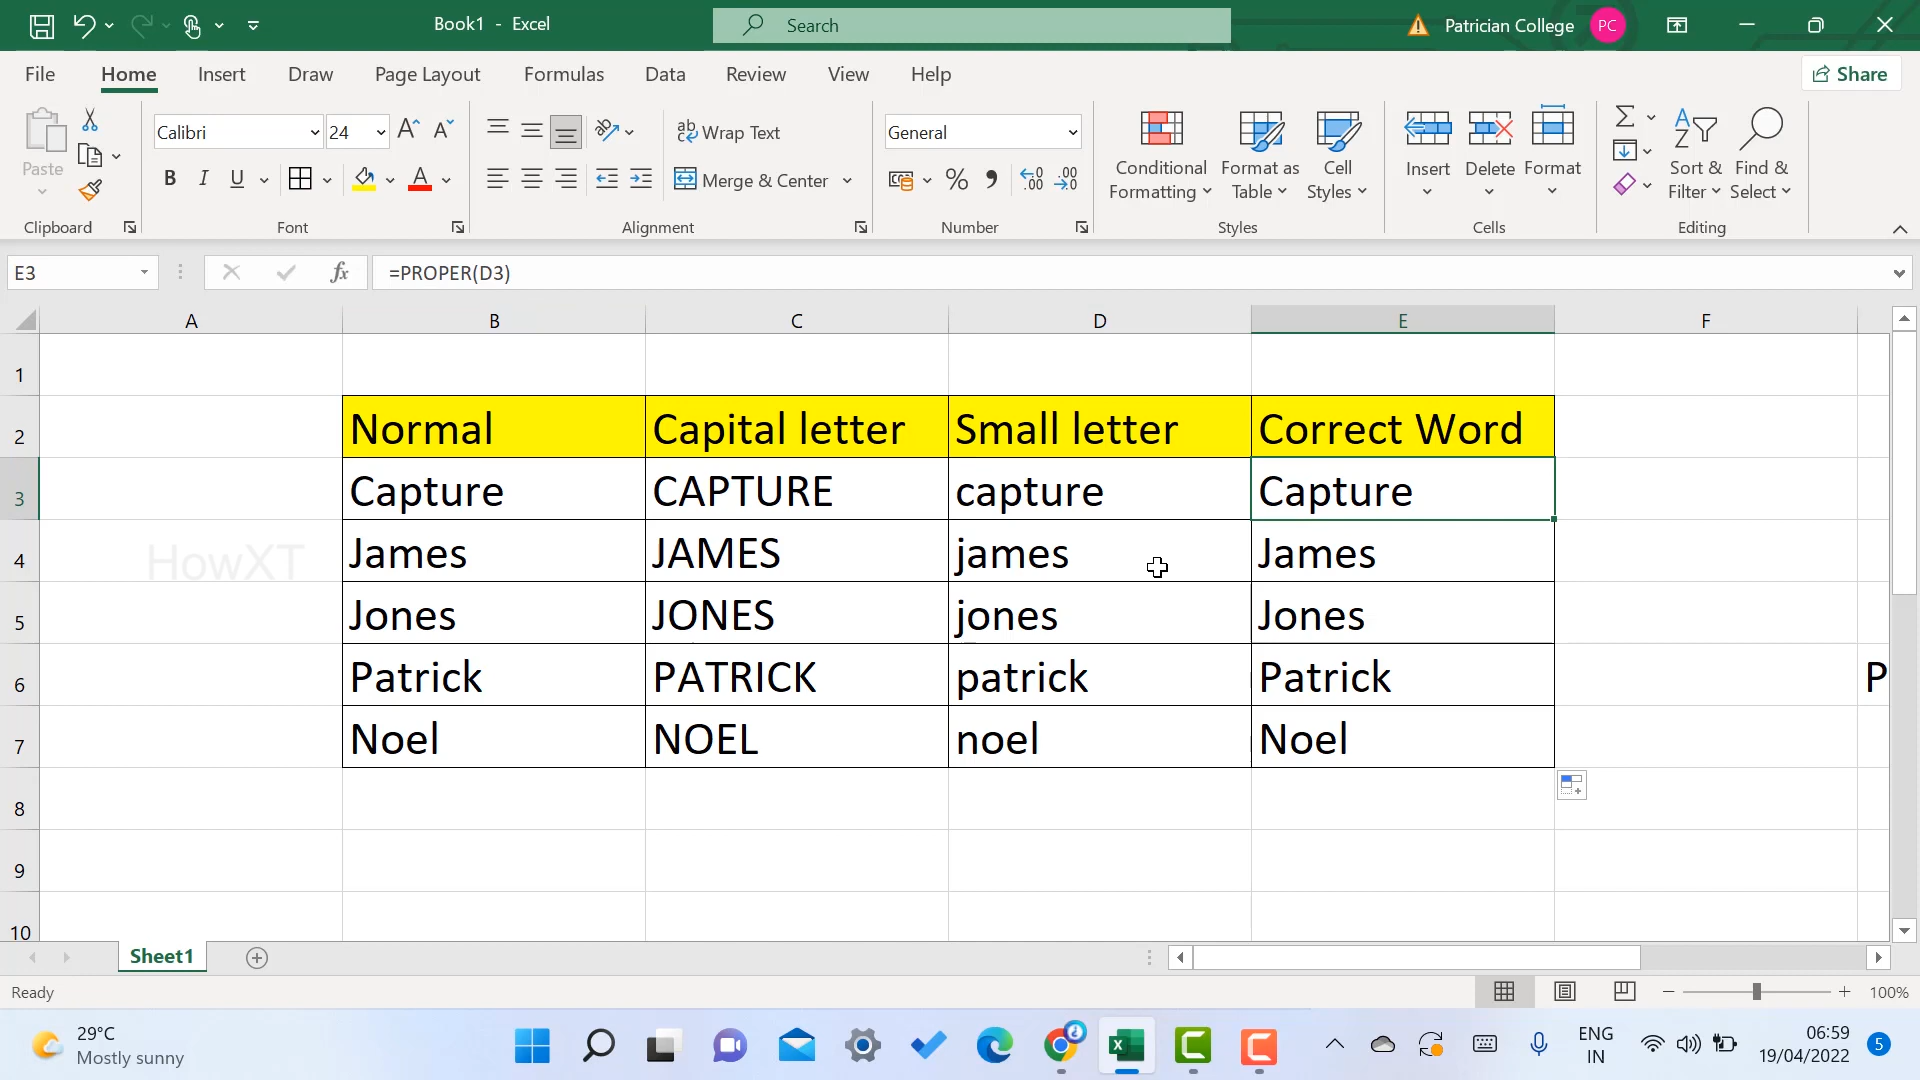 Book1 - Excel
Search
Patrician College
PC
File Home Insert Draw Page Layout Formulas Data Review View Help
Share
Paste
Calibri 24
Wrap Text
General
Merge & Center
B I U
Conditional Formatting
Format as Table
Cell Styles
Insert
Delete
Format
Sort & Filter
Find & Select
Clipboard Font Alignment Number Styles Cells Editing
E3 fx =PROPER(D3)
A B C D E F
1
2 Normal Capital letter Small letter Correct Word
3 Capture CAPTURE capture Capture
4 HowXT James JAMES james James
5 Jones JONES jones Jones
6 Patrick PATRICK patrick Patrick P
7 Noel NOEL noel Noel
8
9
10
Sheet1
Ready
100%
29°C
Mostly sunny
ENG
IN
06:59
19/04/2022
5